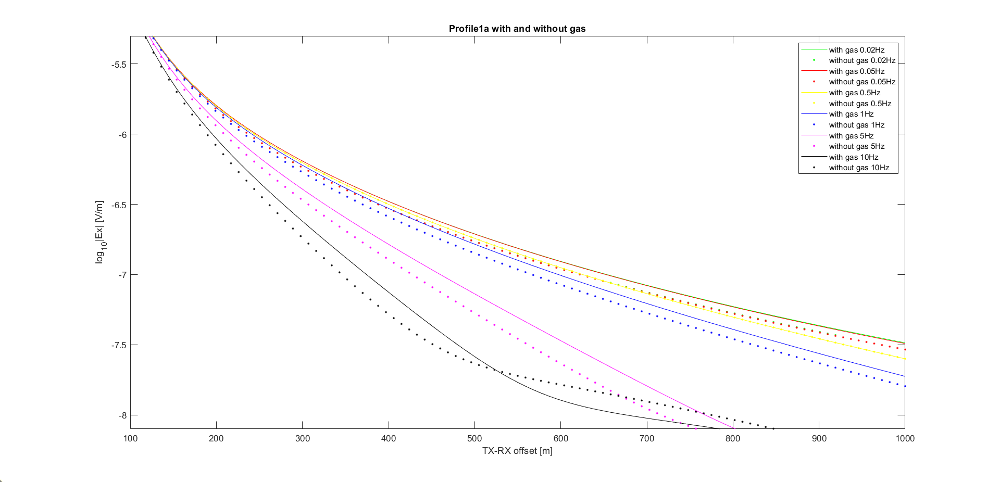 Profile1a with and without gas
with gas 0.02Hz
without gas 0.02Hz
with gas 0.05Hz
without gas 0.05Hz
with gas 0.5Hz
without gas 0.5Hz
with gas 1Hz
without gas 1Hz
with gas 5Hz
without gas 5Hz
with gas 10Hz
without gas 10Hz
log10|Ex| [V/m]
-5.5
-6
-6.5
-7
-7.5
-8
100 200 300 400 500 600 700 800 900 1000
TX-RX offset [m]